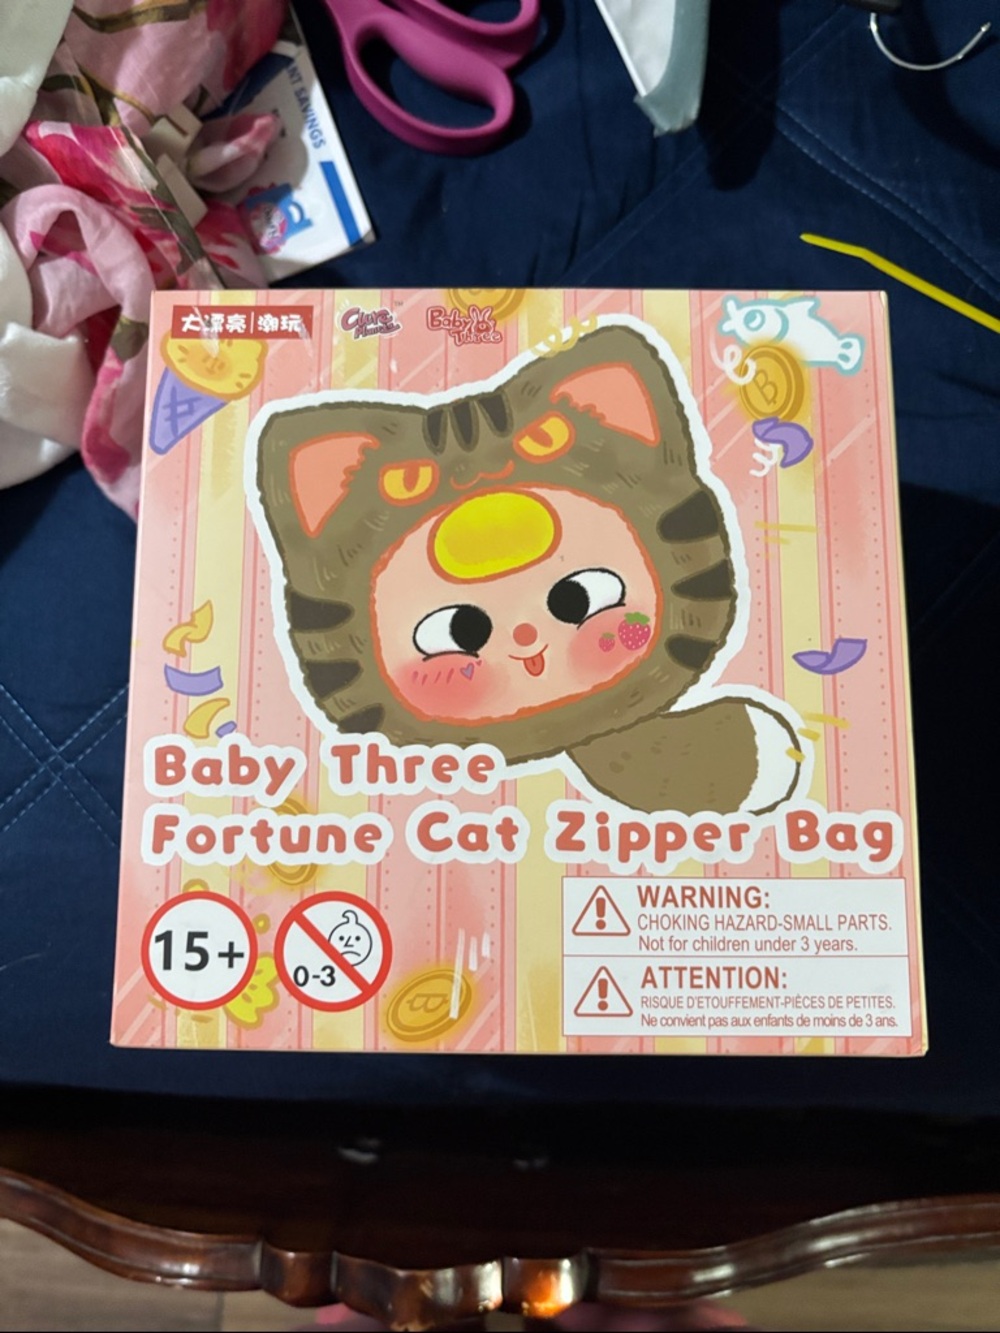 NT SAVINGS
大漂亮|潮玩
Baby
Three
Baby Three
Fortune Cat Zipper Bag
15+
0-3
WARNING:
CHOKING HAZARD-SMALL PARTS.
Not for children under 3 years.
ATTENTION:
RISQUE D'ETOUFFEMENT-PIÈCES DE PETITES.
Ne convient pas aux enfants de moins de 3 ans.